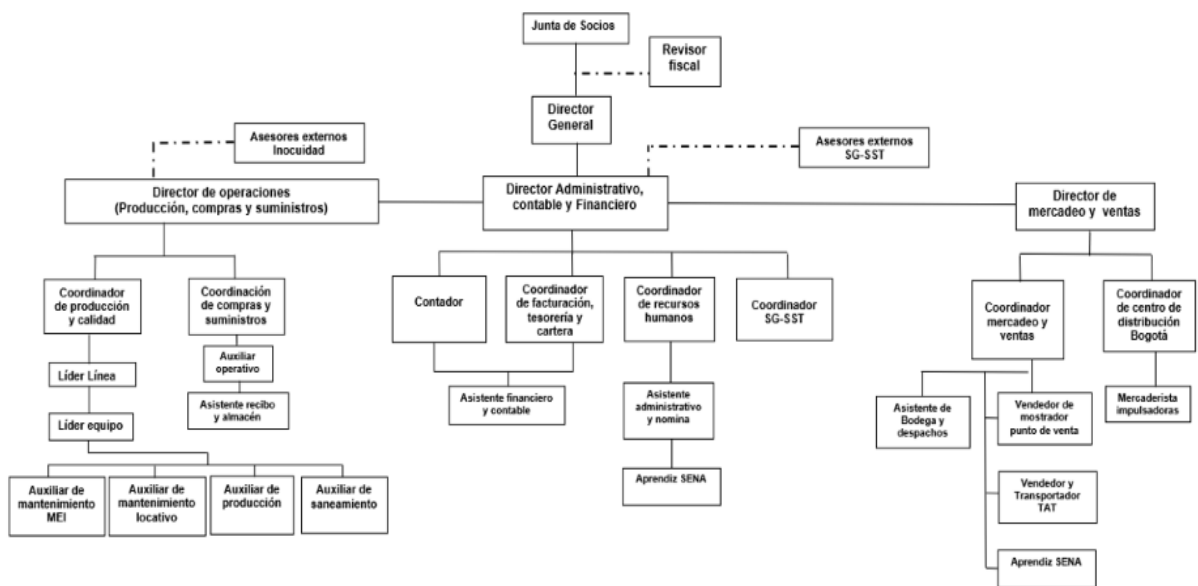 Junta de Socios
Revisor
fiscal
Director
General
Asesores externos
Inocuidad
Asesores externos
SG-SST
Director de operaciones
(Producción, compras y suministros)
Director Administrativo,
contable y Financiero
Director de
mercadeo y ventas
Coordinador
de producción
y calidad
Coordinación
de compras y
suministros
Contador
Coordinador
de facturación,
tesorería y
cartera
Coordinador
de recursos
humanos
Coordinador
SG-SST
Coordinador
mercadeo y
ventas
Coordinador
de centro de
distribución
Bogotá
Líder Línea
Auxiliar
operativo
Asistente recibo
y almacén
Líder equipo
Asistente financiero
y contable
Asistente
administrativo
y nomina
Aprendiz SENA
Asistente de
Bodega y
despachos
Vendedor de
mostrador
punto de venta
Mercaderista
impulsadoras
Auxiliar de
mantenimiento
MEI
Auxiliar de
mantenimiento
locativo
Auxiliar de
producción
Auxiliar de
saneamiento
Vendedor y
Transportador
TAT
Aprendiz SENA